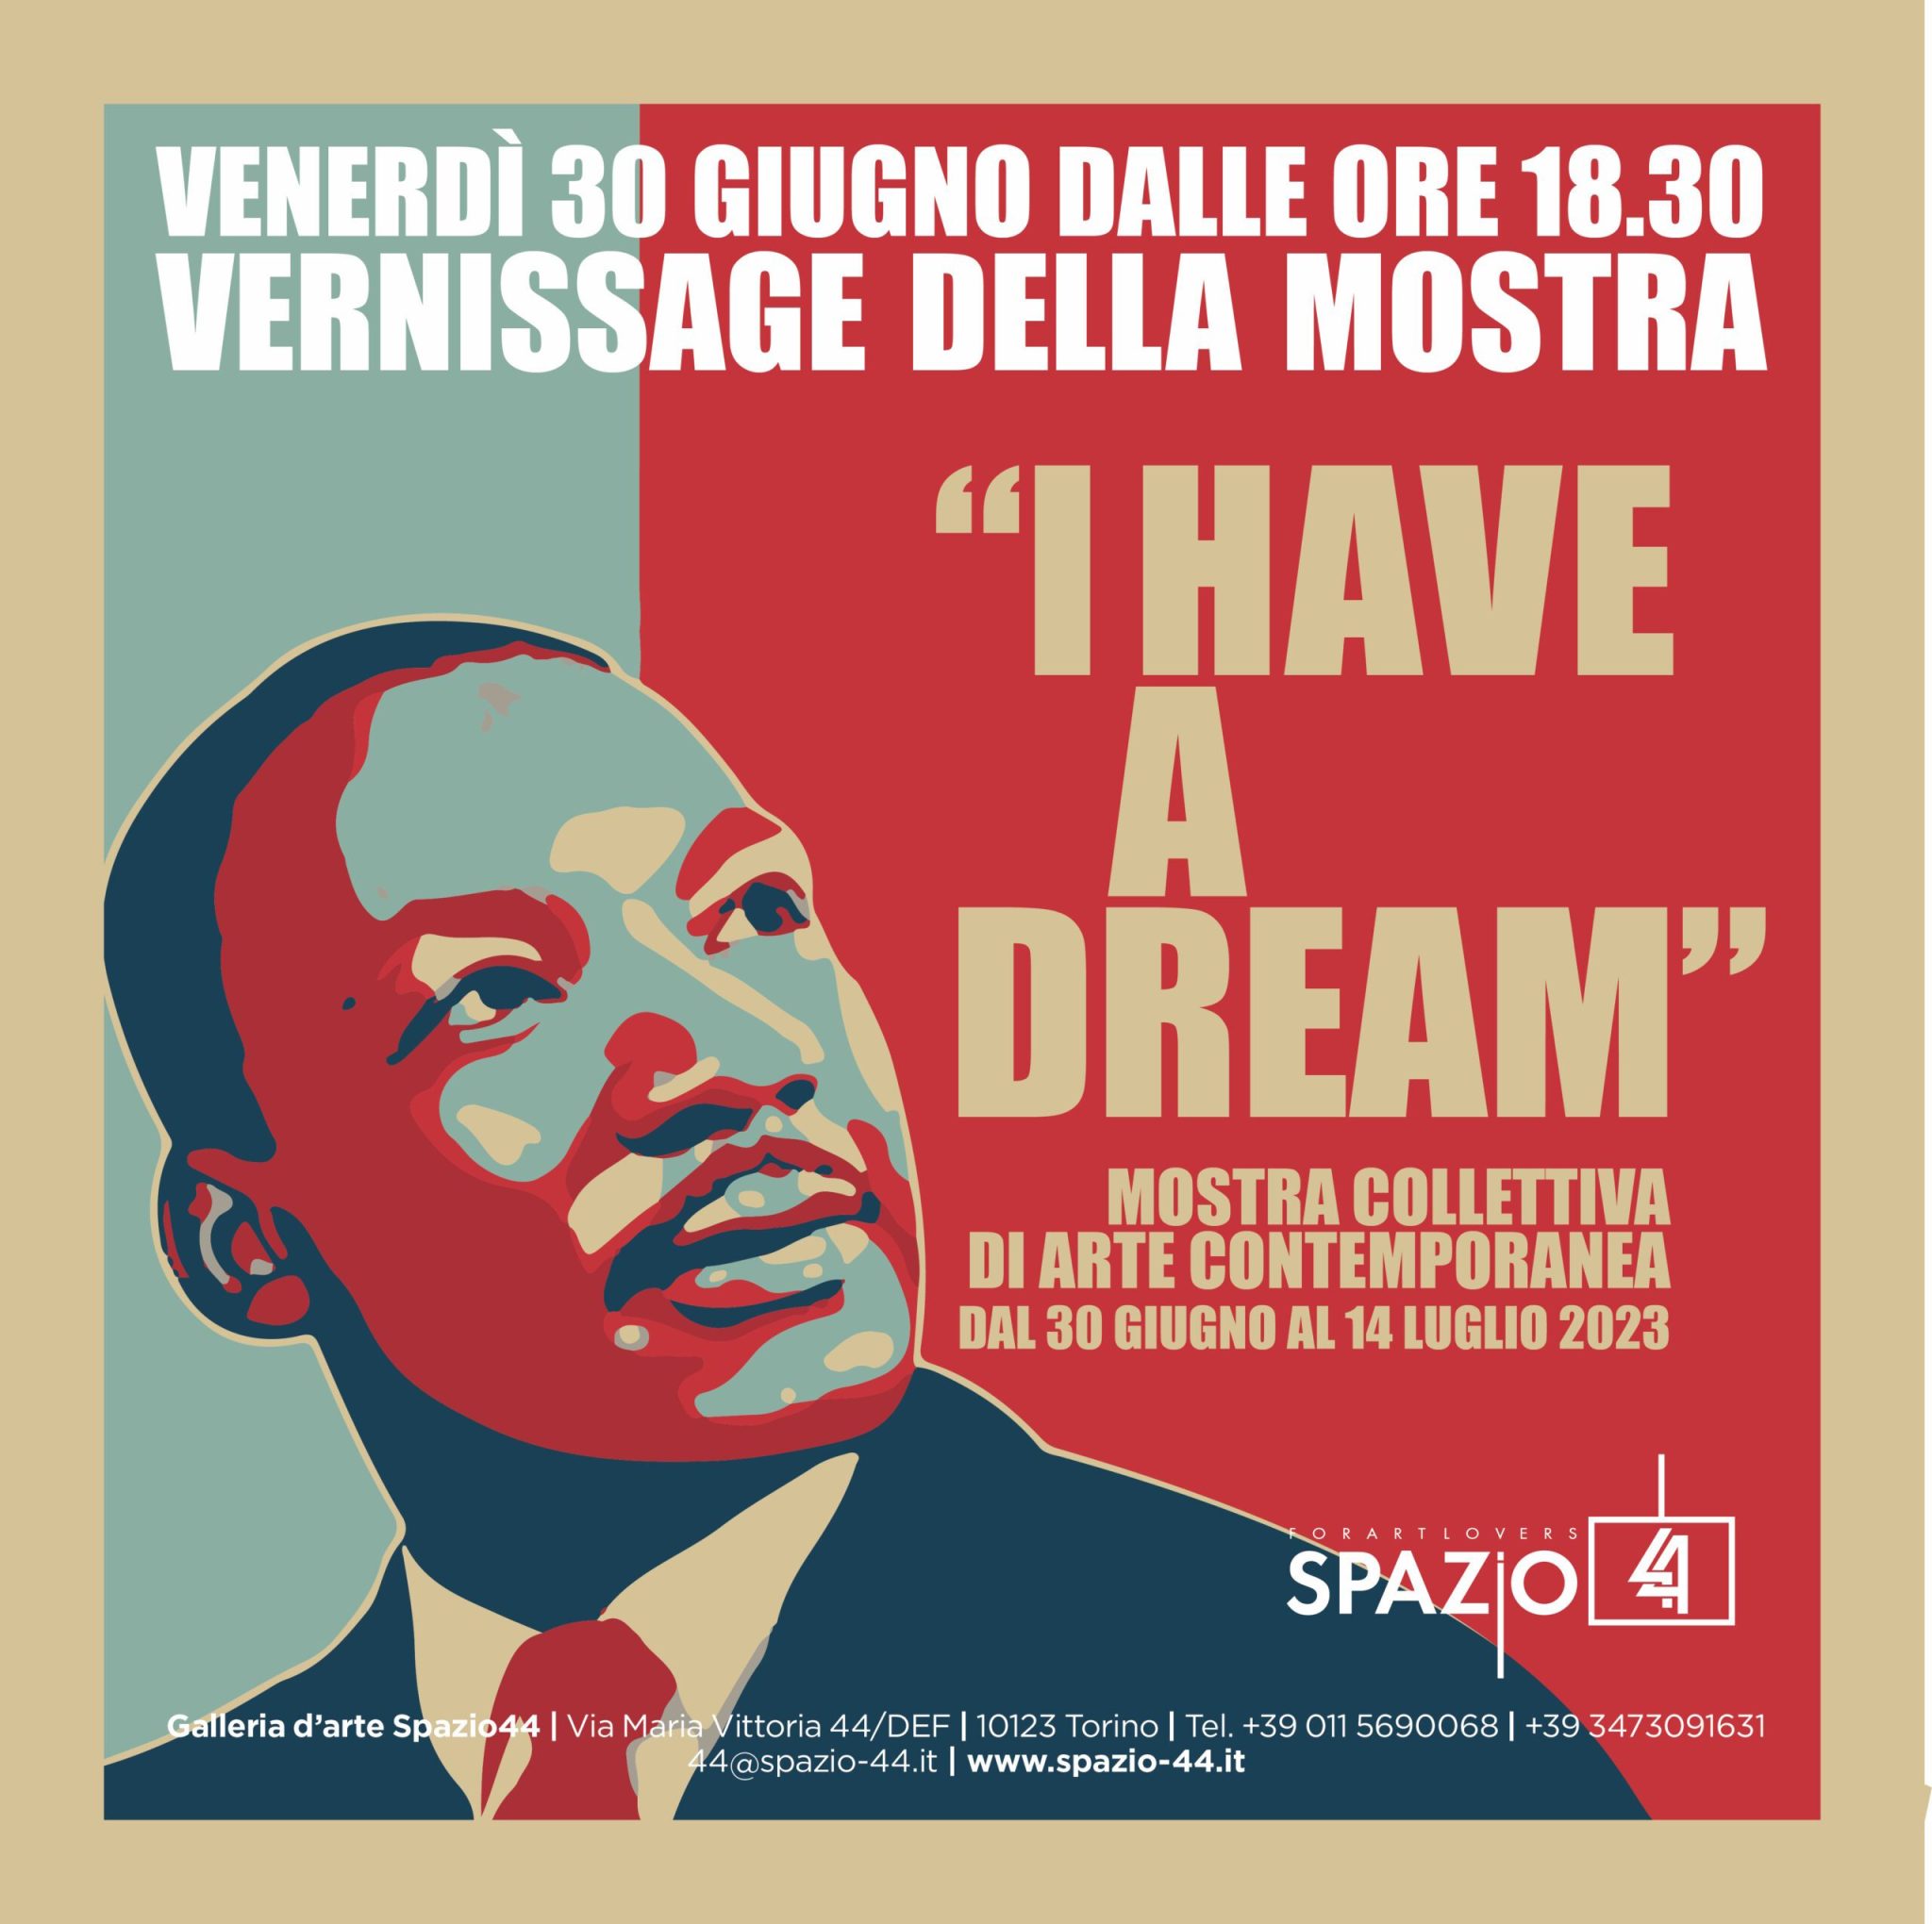 VENERDÌ 30 GIUGNO DALLE ORE 18.30
VERNISSAGE DELLA MOSTRA
“I HAVE
A
DREAM”
MOSTRA COLLETTIVA
DI ARTE CONTEMPORANEA
DAL 30 GIUGNO AL 14 LUGLIO 2023
FORARTLOVERS
SPAZiO 44
Galleria d’arte Spazio44 | Via Maria Vittoria 44/DEF | 10123 Torino | Tel. +39 011 5690068 | +39 3473091631
44@spazio-44.it | www.spazio-44.it